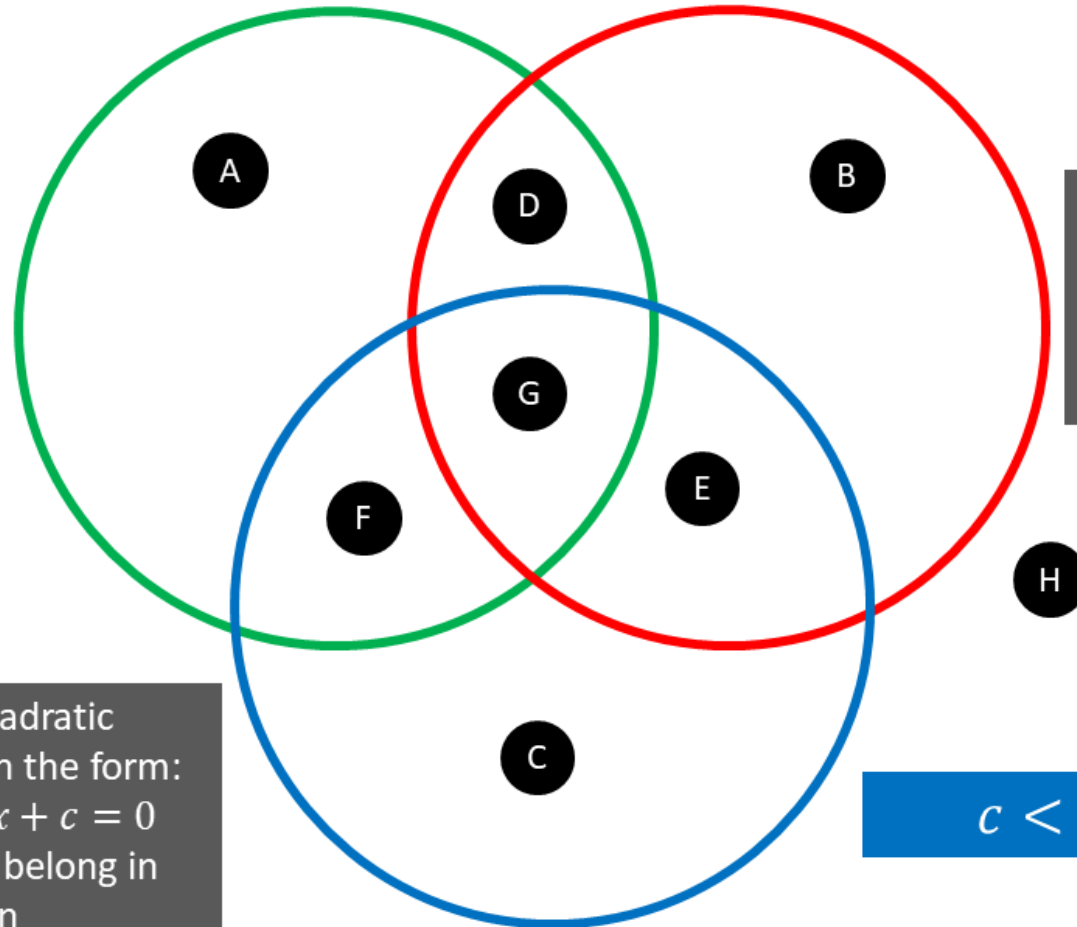 A
B
D
G
E
F
H
C
adratic
the form:
x + c = 0
belong in
c <